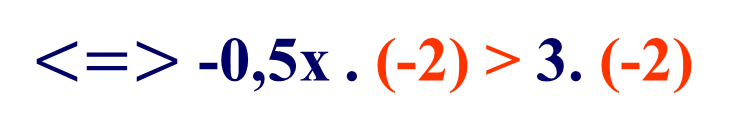 <=> -0,5x . (-2) > 3. (-2)